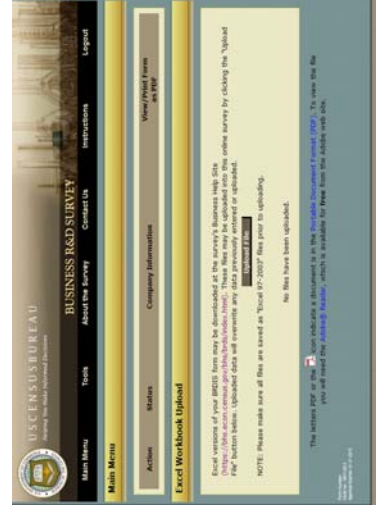 USCENSUSBUREAU
Helping You Make Informed Decisions
BUSINESS R&D SURVEY
Main Menu Tools About the Survey Contact Us Instructions Logout
Main Menu
Action Status Company Information View/Print Form as PDF
Excel Workbook Upload
Excel versions of your BRDIS form may be downloaded at the survey's Business Help Site
(https://bhs.econ.census.gov/bhs/brds/index.html). These files may be uploaded into this online survey by clicking the "Upload
File" button below. Uploaded data will overwrite any data previously entered or uploaded.
Upload File
NOTE: Please make sure all files are saved as "Excel 97-2003" files prior to uploading.
No files have been uploaded.
The letters PDF or the icon indicate a document is in the Portable Document Format (PDF). To view the file
you will need the Adobe® Reader, which is available for free from the Adobe web site.